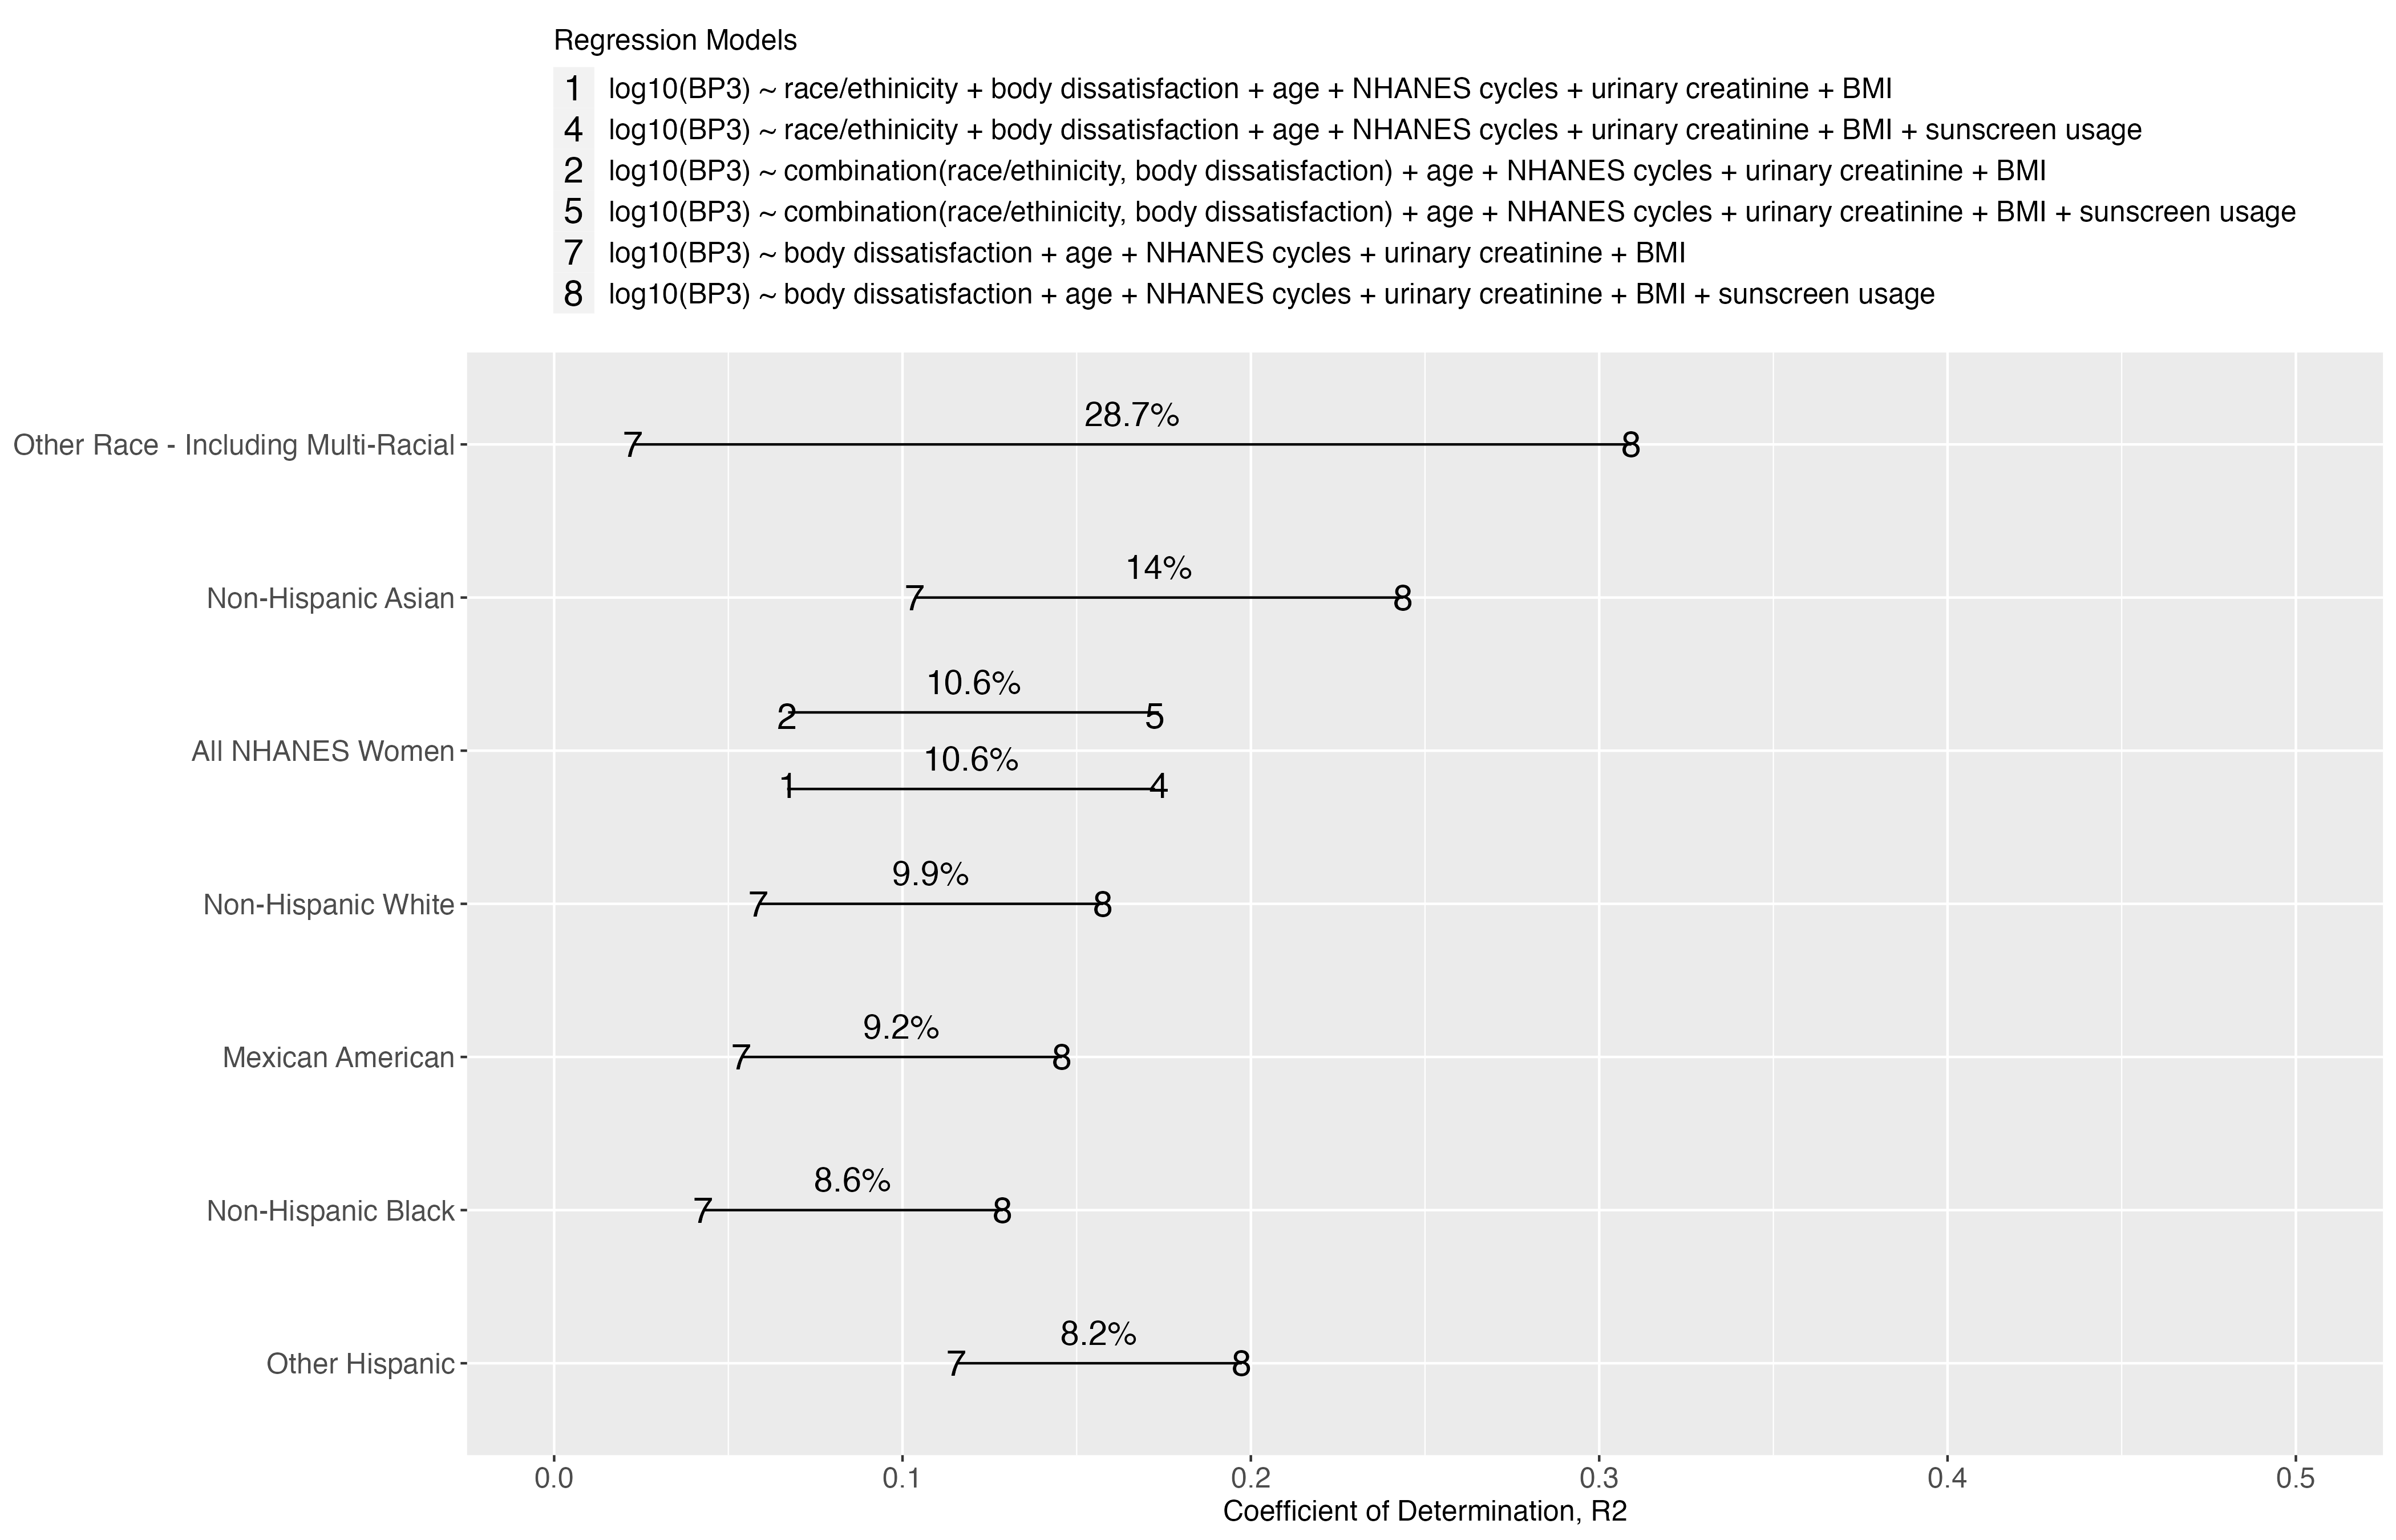 Regression Models
1 log10(BP3) ~ race/ethinicity + body dissatisfaction + age + NHANES cycles + urinary creatinine + BMI
4 log10(BP3) ~ race/ethinicity + body dissatisfaction + age + NHANES cycles + urinary creatinine + BMI + sunscreen usage
2 log10(BP3) ~ combination(race/ethinicity, body dissatisfaction) + age + NHANES cycles + urinary creatinine + BMI
5 log10(BP3) ~ combination(race/ethinicity, body dissatisfaction) + age + NHANES cycles + urinary creatinine + BMI + sunscreen usage
7 log10(BP3) ~ body dissatisfaction + age + NHANES cycles + urinary creatinine + BMI
8 log10(BP3) ~ body dissatisfaction + age + NHANES cycles + urinary creatinine + BMI + sunscreen usage
28.7%
Other Race - Including Multi-Racial 7 8
14%
Non-Hispanic Asian 7 8
10.6%
2 5
All NHANES Women 10.6%
1 4
9.9%
Non-Hispanic White 7 8
9.2%
Mexican American 7 8
8.6%
Non-Hispanic Black 7 8
8.2%
Other Hispanic 7 8
0.0 0.1 0.2 0.3 0.4 0.5
Coefficient of Determination, R2